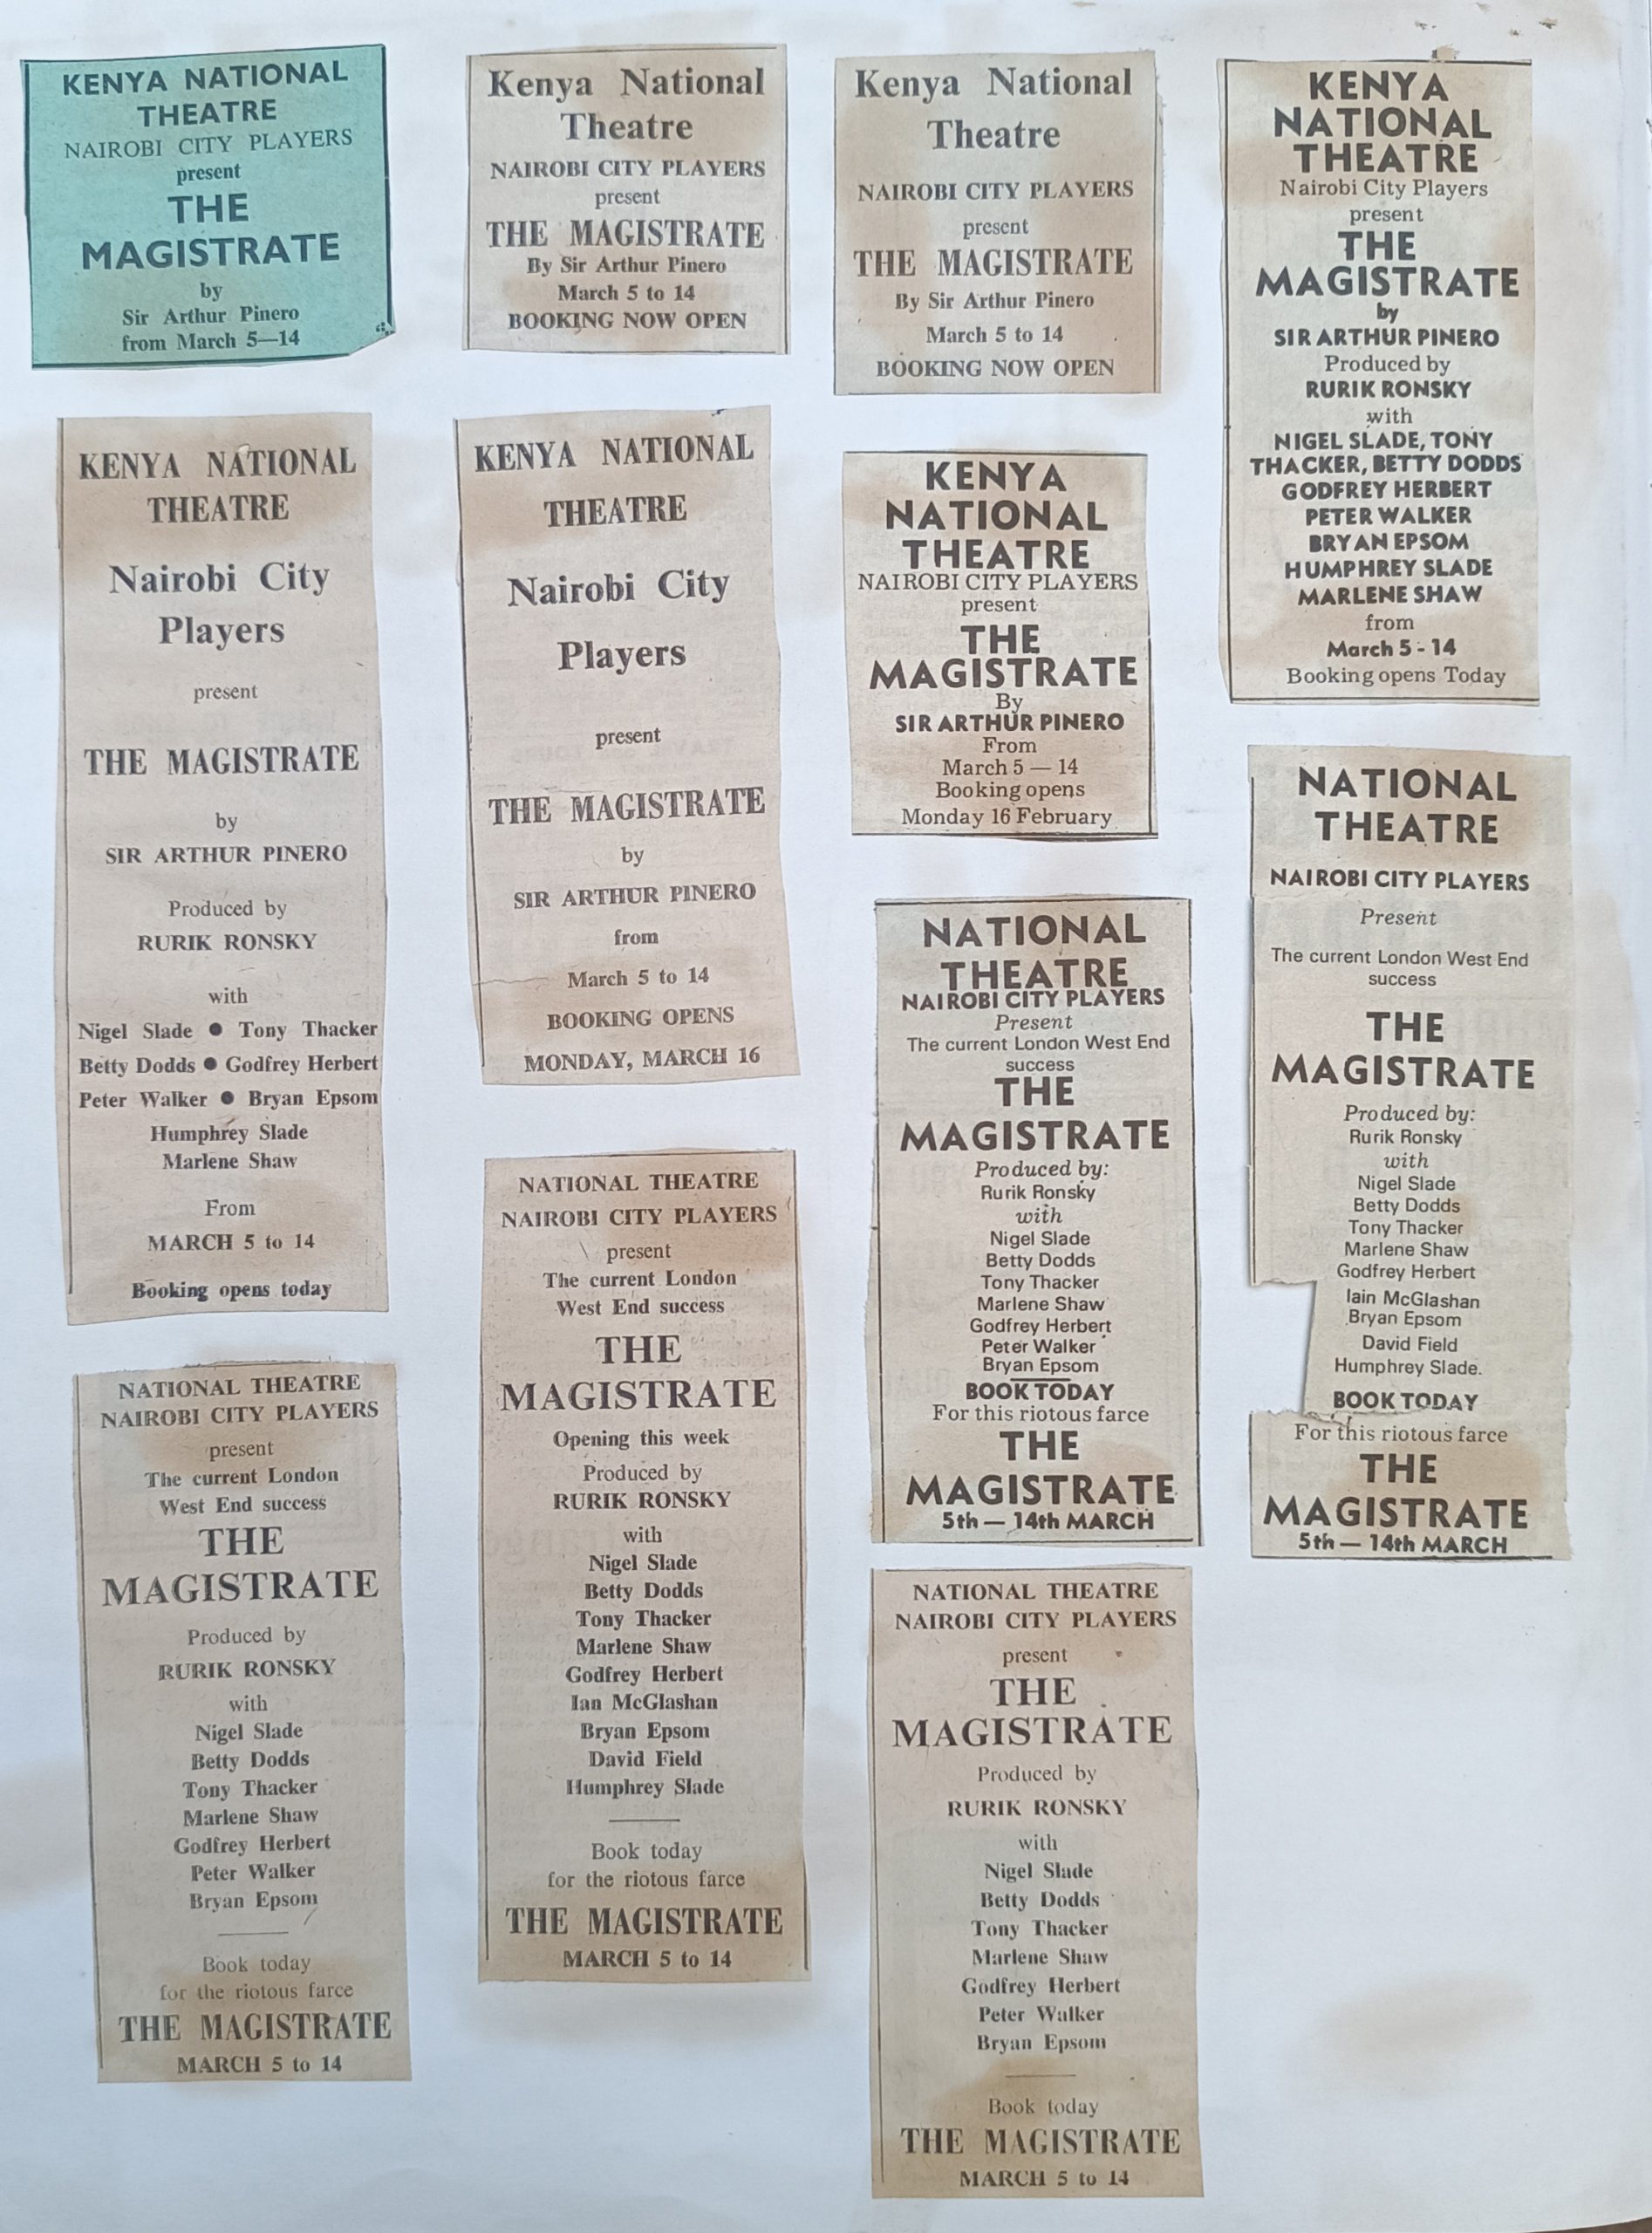 KENYA NATIONAL
THEATRE
NAIROBI CITY PLAYERS
present
THE
MAGISTRATE
by
Sir Arthur Pinero
from March 5—14
Kenya National
Theatre
NAIROBI CITY PLAYERS
present
THE MAGISTRATE
By Sir Arthur Pinero
March 5 to 14
BOOKING NOW OPEN
Kenya National
Theatre
NAIROBI CITY PLAYERS
present
THE MAGISTRATE
By Sir Arthur Pinero
March 5 to 14
BOOKING NOW OPEN
KENYA
NATIONAL
THEATRE
Nairobi City Players
present
THE
MAGISTRATE
by
SIR ARTHUR PINERO
Produced by
RURIK RONSKY
with
NIGEL SLADE, TONY
THACKER, BETTY DODDS
GODFREY HERBERT
PETER WALKER
BRYAN EPSOM
HUMPHREY SLADE
MARLENE SHAW
from
March 5 - 14
Booking opens Today
KENYA NATIONAL
THEATRE
Nairobi City
Players
present
THE MAGISTRATE
by
SIR ARTHUR PINERO
Produced by
RURIK RONSKY
with
Nigel Slade ● Tony Thacker
Betty Dodds ● Godfrey Herbert
Peter Walker ● Bryan Epsom
Humphrey Slade
Marlene Shaw
From
MARCH 5 to 14
Booking opens today
KENYA NATIONAL
THEATRE
Nairobi City
Players
present
THE MAGISTRATE
by
SIR ARTHUR PINERO
from
March 5 to 14
BOOKING OPENS
MONDAY, MARCH 16
KENYA
NATIONAL
THEATRE
NAIROBI CITY PLAYERS
present
THE
MAGISTRATE
By
SIR ARTHUR PINERO
From
March 5 — 14
Booking opens
Monday 16 February
NATIONAL
THEATRE
NAIROBI CITY PLAYERS
Present
The current London West End
success
THE
MAGISTRATE
Produced by:
Rurik Ronsky
with
Nigel Slade
Betty Dodds
Tony Thacker
Marlene Shaw
Godfrey Herbert
Iain McGlashan
Bryan Epsom
David Field
Humphrey Slade.
BOOK TODAY
For this riotous farce
THE
MAGISTRATE
5th — 14th MARCH
NATIONAL
THEATRE
NAIROBI CITY PLAYERS
Present
The current London West End
success
THE
MAGISTRATE
Produced by:
Rurik Ronsky
with
Nigel Slade
Betty Dodds
Tony Thacker
Marlene Shaw
Godfrey Herbert
Peter Walker
Bryan Epsom
BOOK TODAY
For this riotous farce
THE
MAGISTRATE
5th — 14th MARCH
NATIONAL THEATRE
NAIROBI CITY PLAYERS
present
The current London
West End success
THE
MAGISTRATE
Produced by
RURIK RONSKY
with
Nigel Slade
Betty Dodds
Tony Thacker
Marlene Shaw
Godfrey Herbert
Peter Walker
Bryan Epsom
Book today
for the riotous farce
THE MAGISTRATE
MARCH 5 to 14
NATIONAL THEATRE
NAIROBI CITY PLAYERS
present
The current London
West End success
THE
MAGISTRATE
Opening this week
Produced by
RURIK RONSKY
with
Nigel Slade
Betty Dodds
Tony Thacker
Marlene Shaw
Godfrey Herbert
Ian McGlashan
Bryan Epsom
David Field
Humphrey Slade
Book today
for the riotous farce
THE MAGISTRATE
MARCH 5 to 14
NATIONAL THEATRE
NAIROBI CITY PLAYERS
present
THE
MAGISTRATE
Produced by
RURIK RONSKY
with
Nigel Slade
Betty Dodds
Tony Thacker
Marlene Shaw
Godfrey Herbert
Peter Walker
Bryan Epsom
Book today
THE MAGISTRATE
MARCH 5 to 14